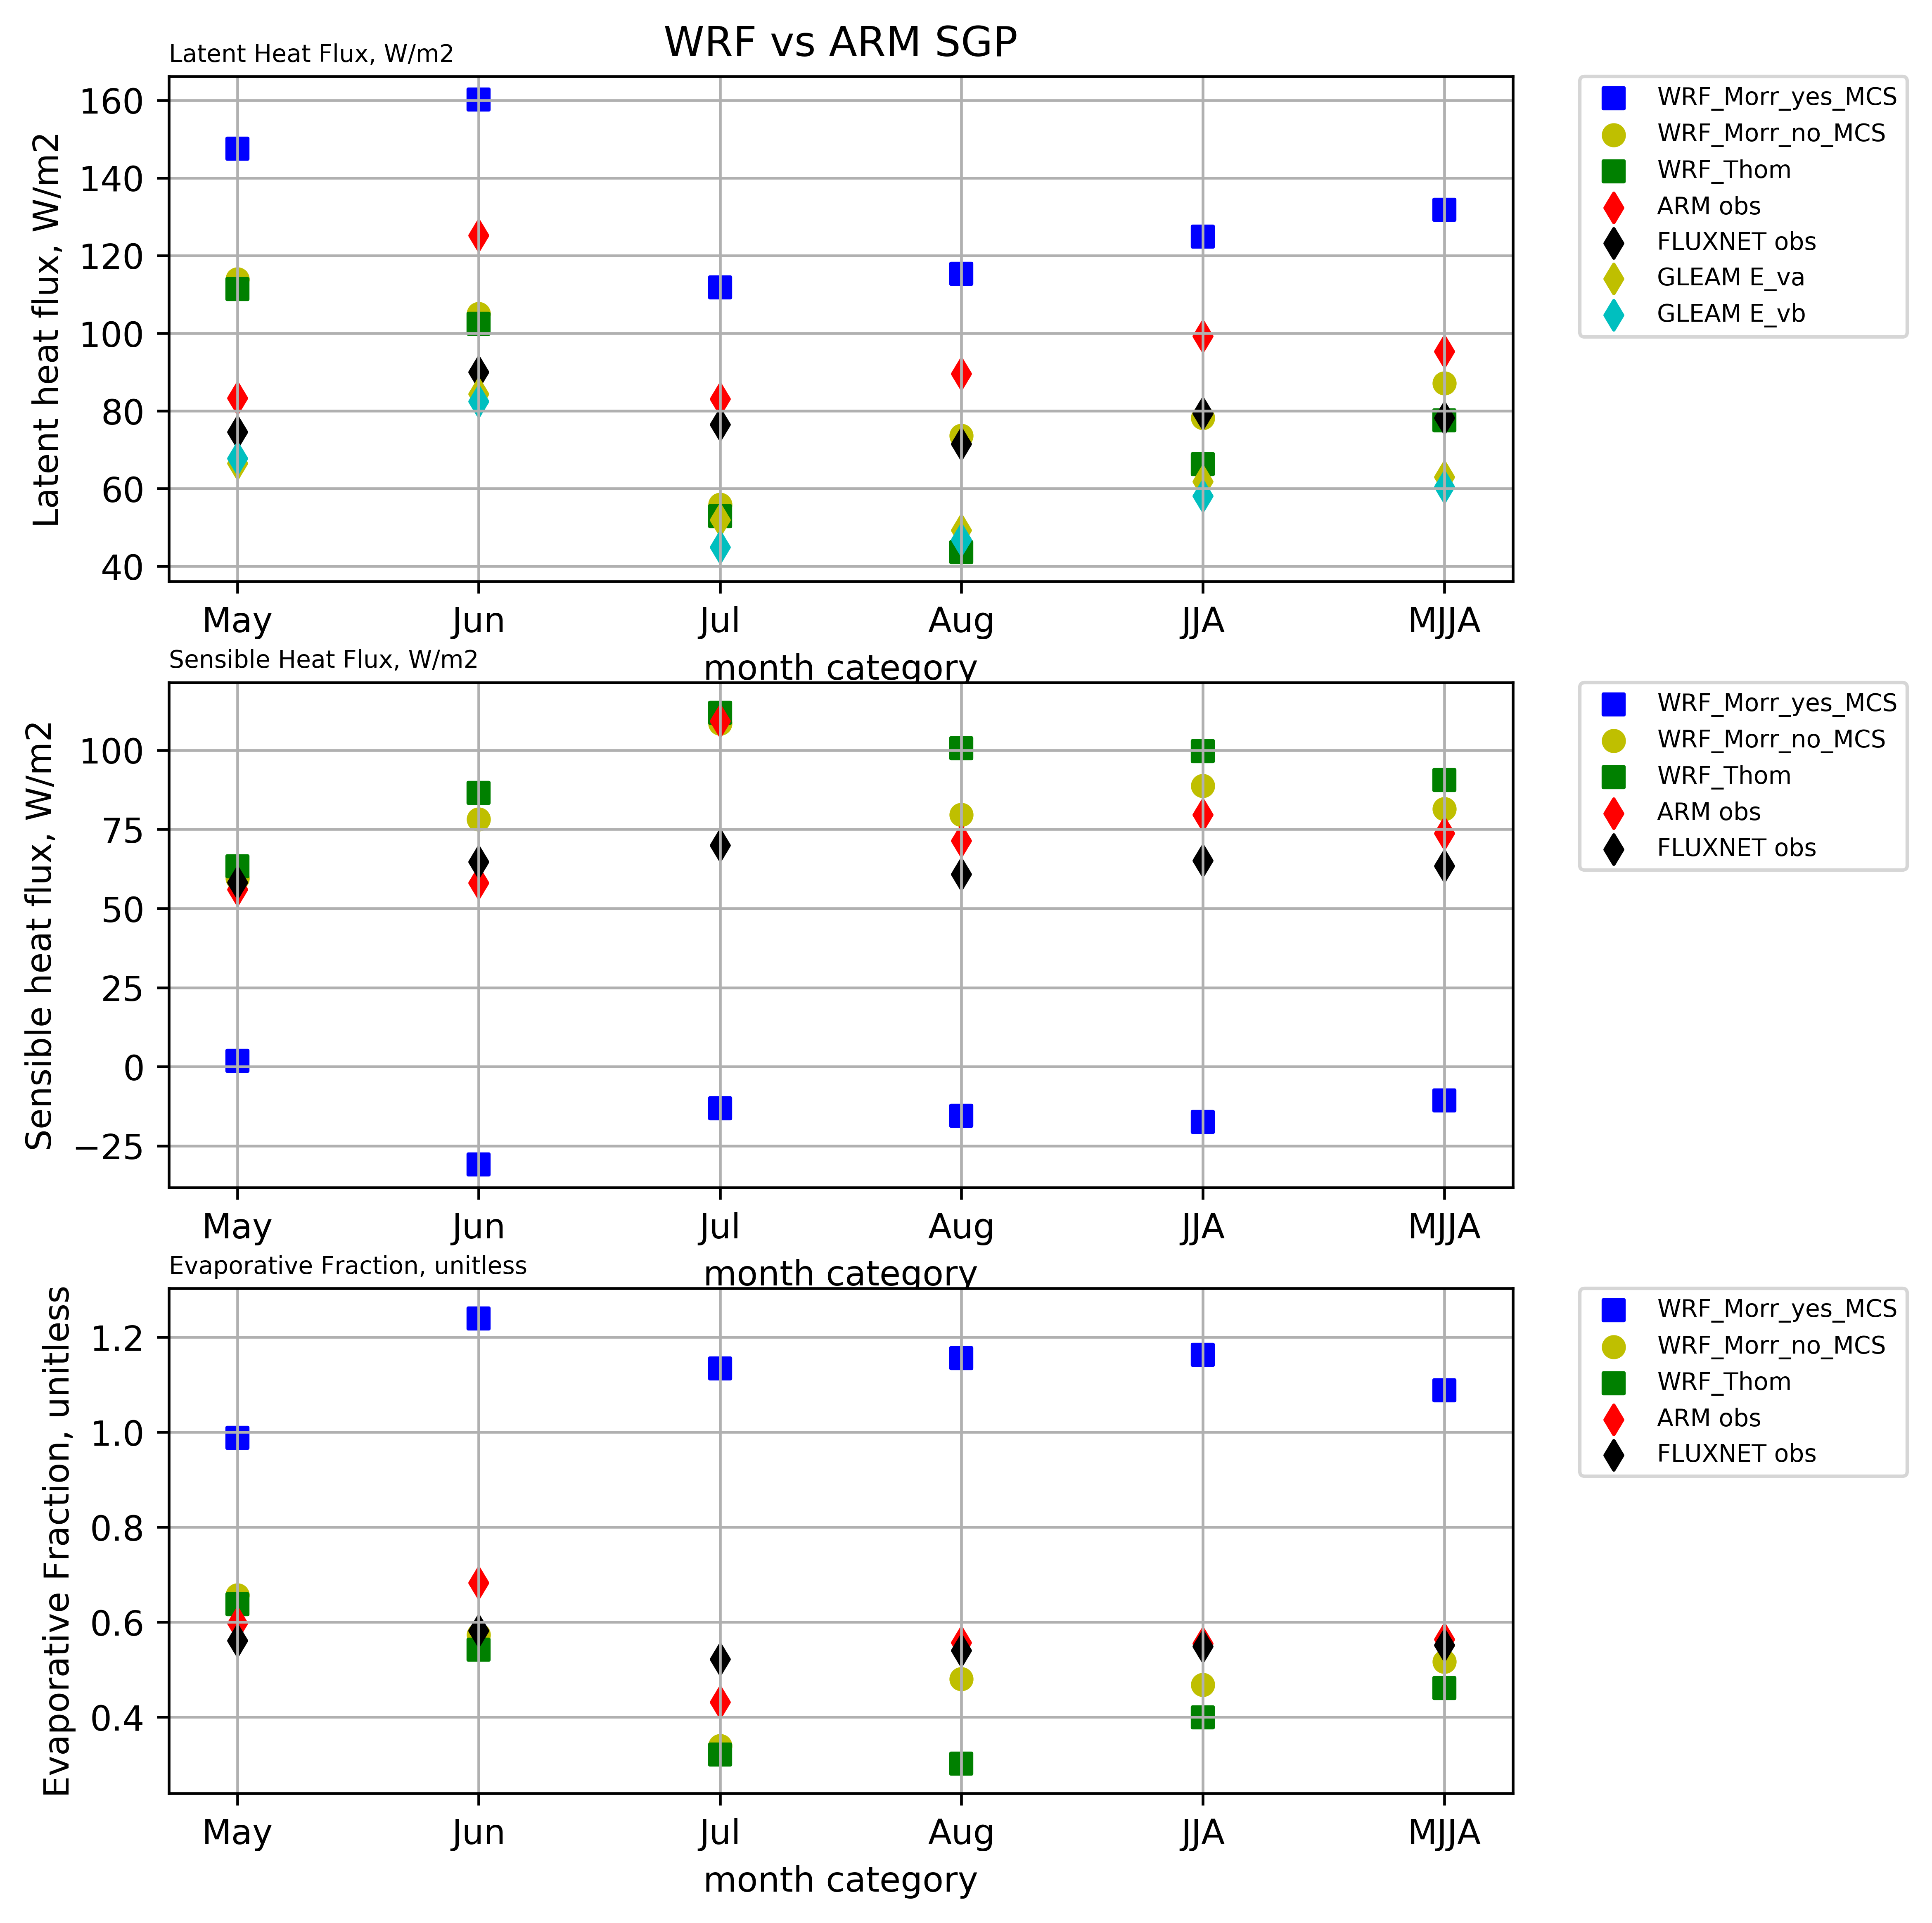 WRF vs ARM SGP
Latent Heat Flux, W/m2
Latent heat flux, W/m2
160
140
120
100
80
60
40
May Jun Jul Aug JJA MJJA
month category
WRF_Morr_yes_MCS
WRF_Morr_no_MCS
WRF_Thom
ARM obs
FLUXNET obs
GLEAM E_va
GLEAM E_vb
Sensible Heat Flux, W/m2
Sensible heat flux, W/m2
100
75
50
25
0
−25
May Jun Jul Aug JJA MJJA
month category
WRF_Morr_yes_MCS
WRF_Morr_no_MCS
WRF_Thom
ARM obs
FLUXNET obs
Evaporative Fraction, unitless
Evaporative Fraction, unitless
1.2
1.0
0.8
0.6
0.4
May Jun Jul Aug JJA MJJA
month category
WRF_Morr_yes_MCS
WRF_Morr_no_MCS
WRF_Thom
ARM obs
FLUXNET obs